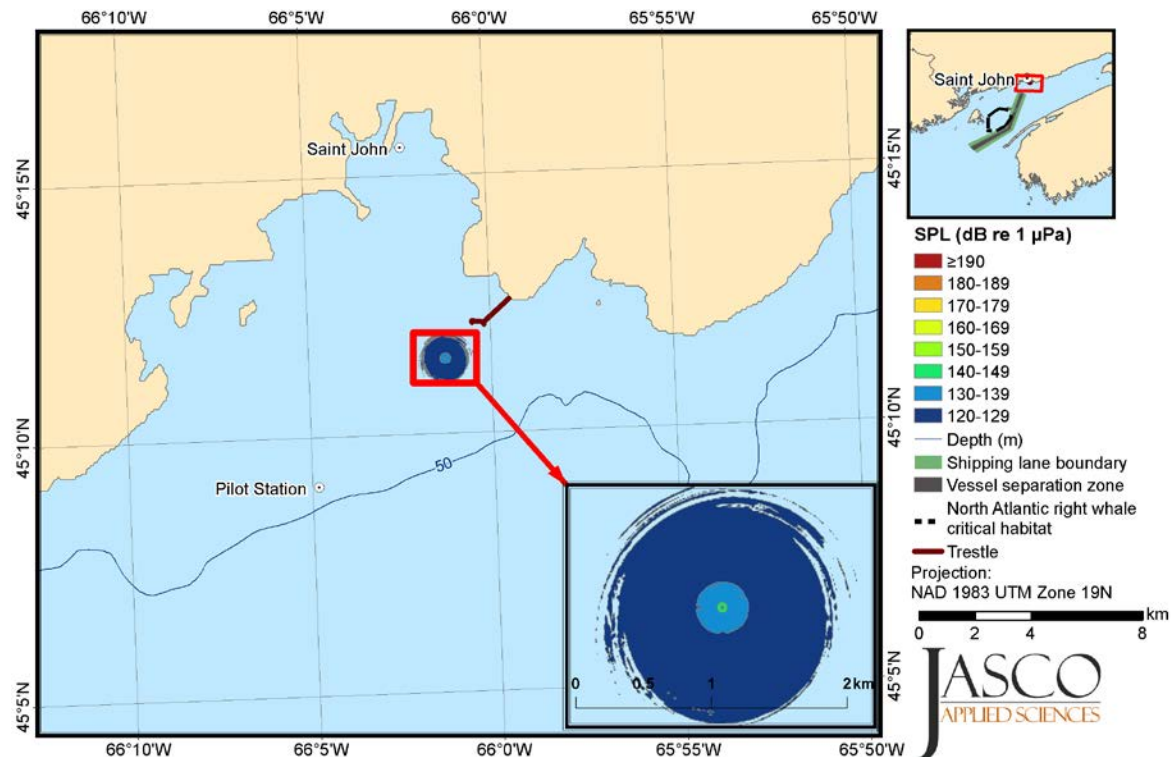 66°10'W 66°5'W 66°0'W 65°55'W 65°50'W
45°15'N
45°10'N
45°5'N
45°15'N
45°10'N
45°5'N
Saint John
50
Pilot Station
0 0.5 1 2 km
66°10'W 66°5'W 66°0'W 65°55'W 65°50'W
Saint John
SPL (dB re 1 µPa)
≥190
180-189
170-179
160-169
150-159
140-149
130-139
120-129
Depth (m)
Shipping lane boundary
Vessel separation zone
North Atlantic right whale
critical habitat
Trestle
Projection:
NAD 1983 UTM Zone 19N
km
0 2 4 8
JASCO
APPLIED SCIENCES